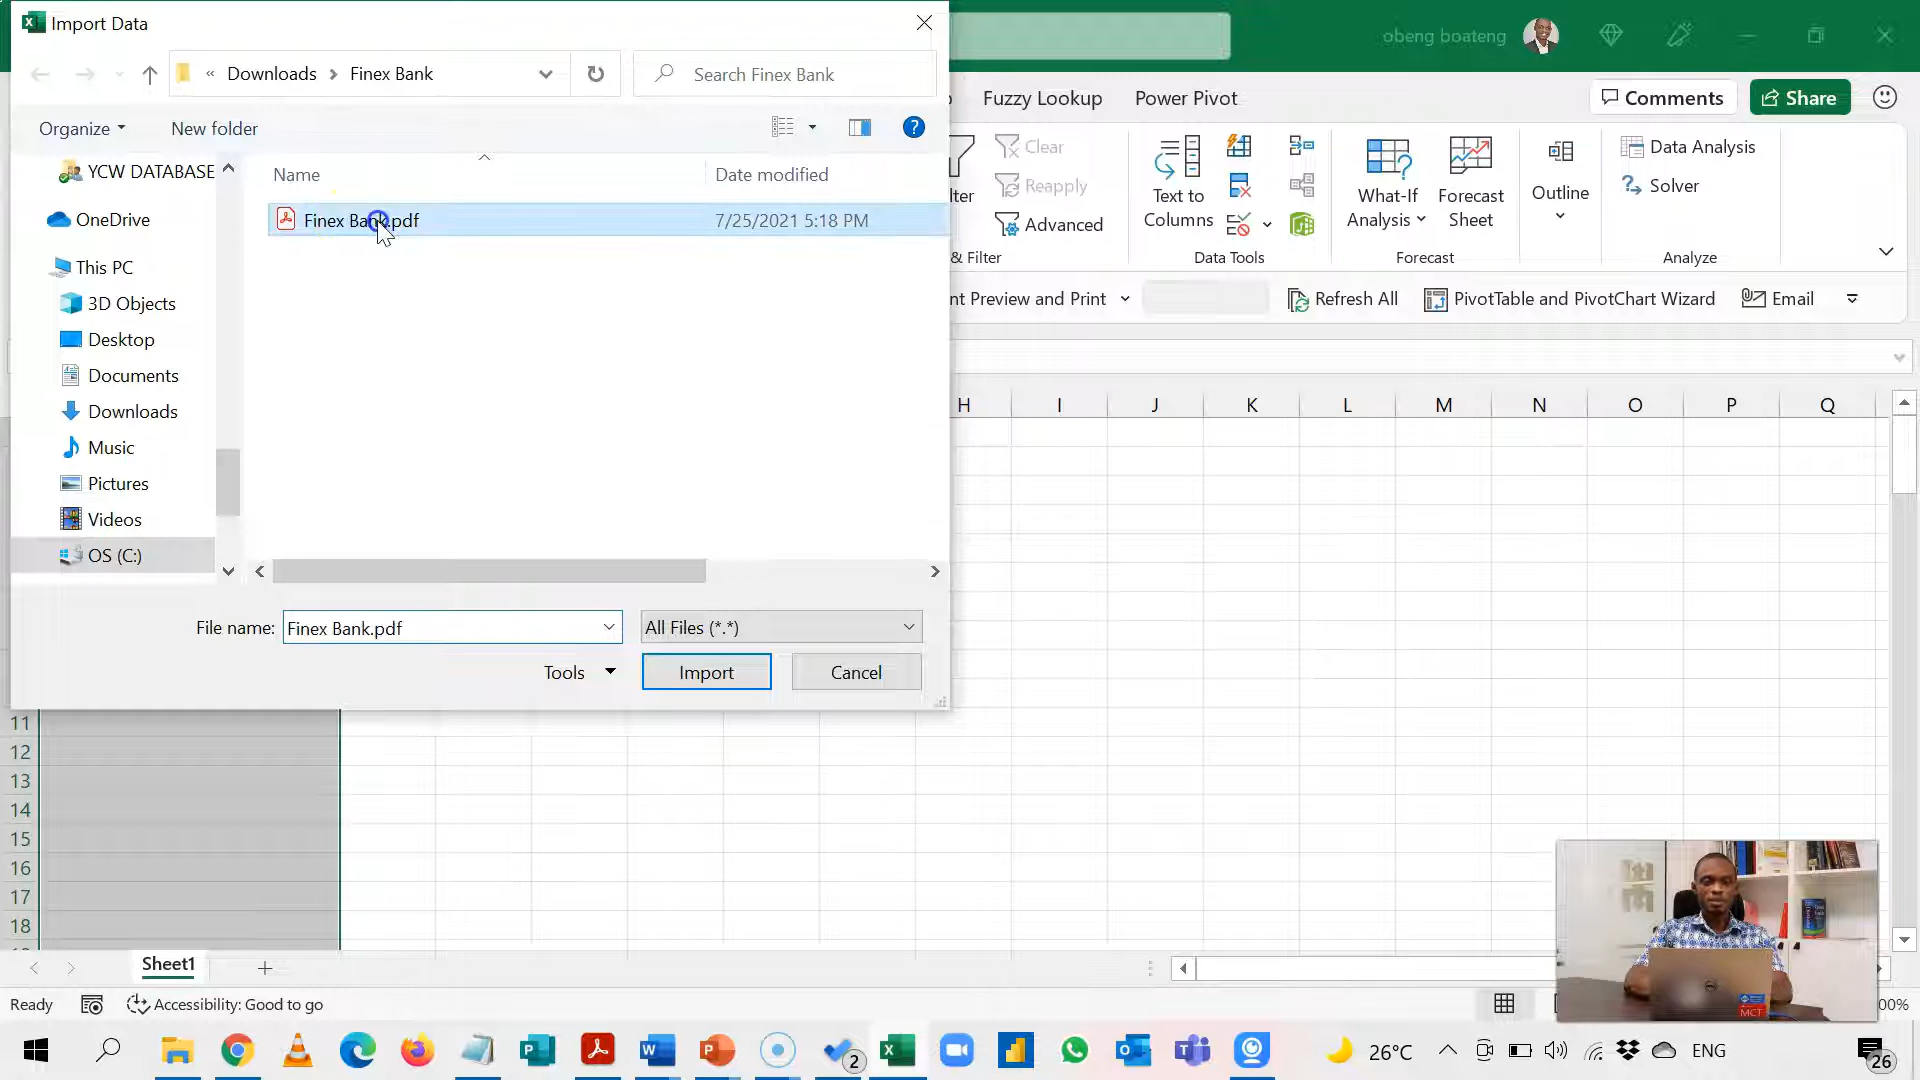 Import Data
obeng boateng
« Downloads > Finex Bank
Search Finex Bank
Organize
New folder
Fuzzy Lookup
Power Pivot
Comments
Share
YCW DATABASE
OneDrive
This PC
3D Objects
Desktop
Documents
Downloads
Music
Pictures
Videos
OS (C:)
Name
Date modified
Finex Bank.pdf
7/25/2021 5:18 PM
Clear
Reapply
Advanced
& Filter
Text to
Columns
Data Tools
What-If
Analysis
Forecast
Sheet
Forecast
Outline
Data Analysis
Solver
Analyze
nt Preview and Print
Refresh All
PivotTable and PivotChart Wizard
Email
H I J K L M N O P Q
File name:
Finex Bank.pdf
All Files (*.*)
Tools
Import
Cancel
11
12
13
14
15
16
17
18
Sheet1
Ready
Accessibility: Good to go
00%
MCT
2
26°C
ENG
26